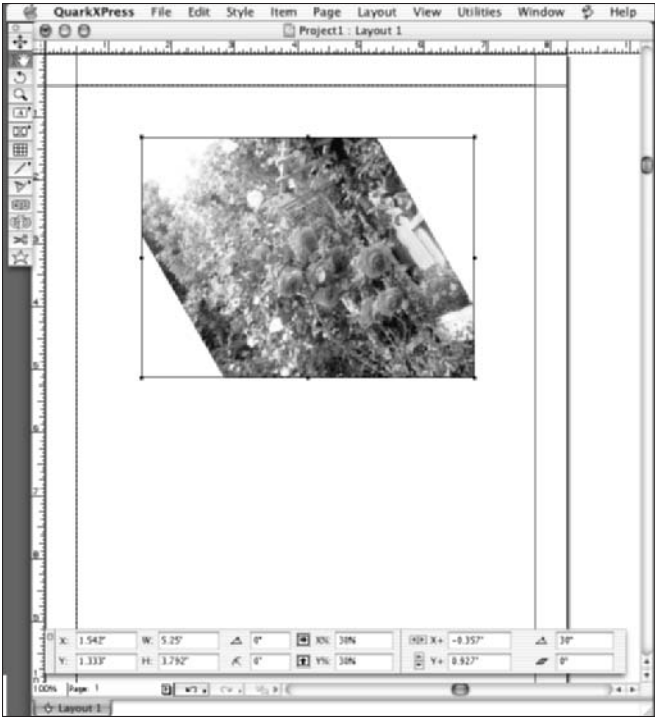 QuarkXPress File Edit Style Item Page Layout View Utilities Window Help
Project1 : Layout 1
X: 1.542" W: 5.25" 0° X%: 30% X+ -0.357" 30°
Y: 1.333" H: 3.792" 0" Y%: 30% Y+ 0.927" 0°
100% Page: 1
Layout 1